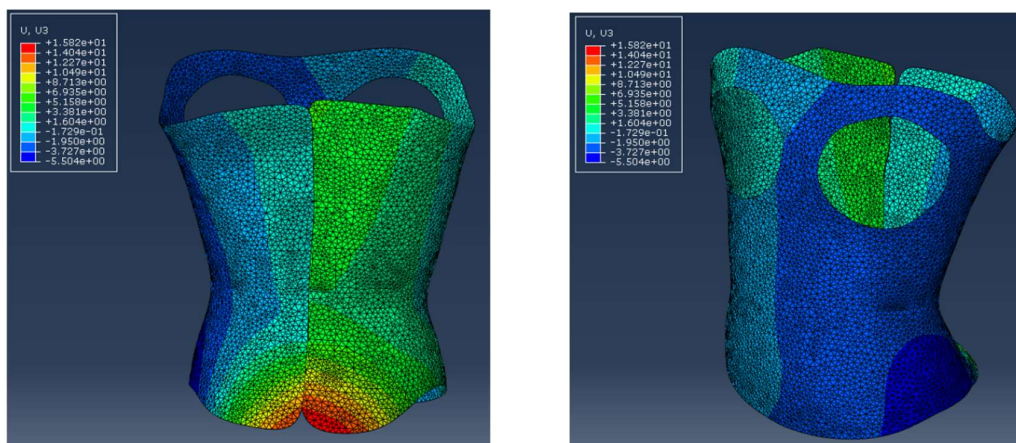 U, U3
+1.582e+01
+1.404e+01
+1.227e+01
+1.049e+01
+8.713e+00
+6.935e+00
+5.158e+00
+3.381e+00
+1.604e+00
-1.729e-01
-1.950e+00
-3.727e+00
-5.504e+00
U, U3
+1.582e+01
+1.404e+01
+1.227e+01
+1.049e+01
+8.713e+00
+6.935e+00
+5.158e+00
+3.381e+00
+1.604e+00
-1.729e-01
-1.950e+00
-3.727e+00
-5.504e+00